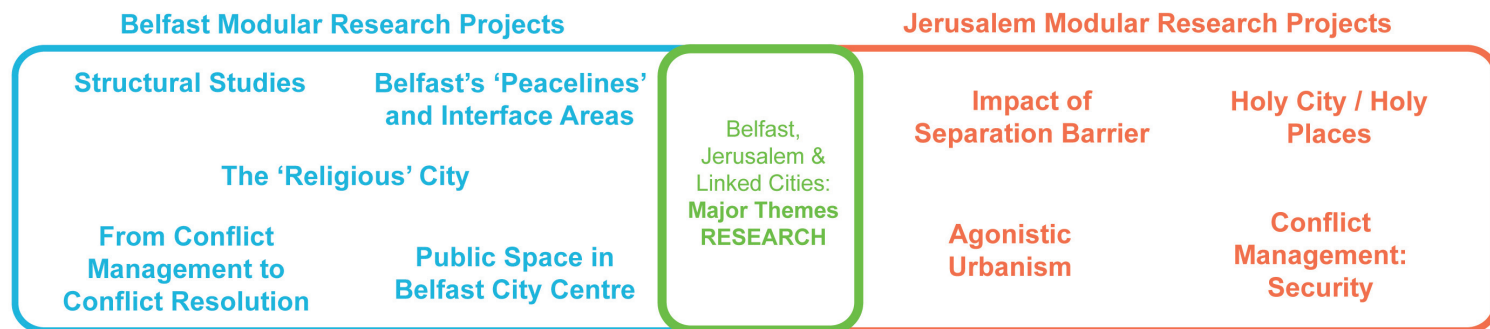 Belfast Modular Research Projects
Structural Studies
Belfast’s ‘Peacelines’
and Interface Areas
The ‘Religious’ City
From Conflict
Management to
Conflict Resolution
Public Space in
Belfast City Centre
Belfast,
Jerusalem &
Linked Cities:
Major Themes
RESEARCH
Jerusalem Modular Research Projects
Impact of
Separation Barrier
Holy City / Holy
Places
Agonistic
Urbanism
Conflict
Management:
Security